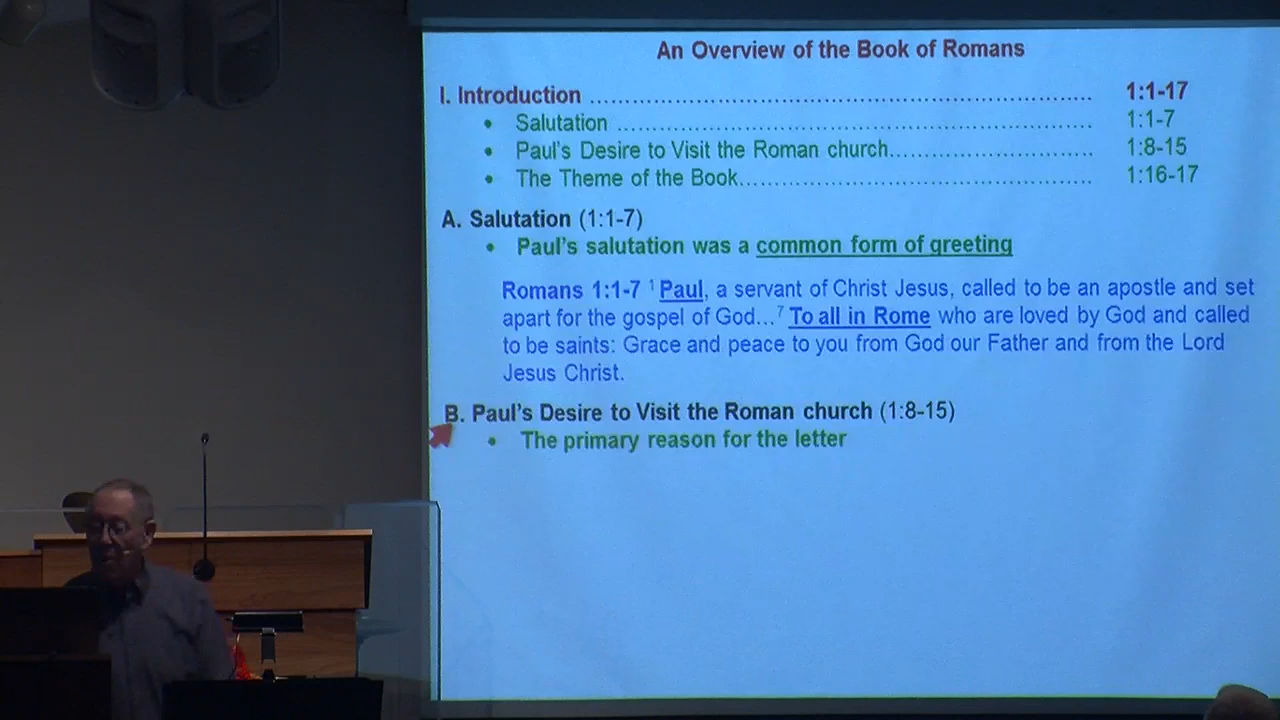 An Overview of the Book of Romans
I. Introduction ........................................................................ 1:1-17
• Salutation .................................................................... 1:1-7
• Paul's Desire to Visit the Roman church............................. 1:8-15
• The Theme of the Book................................................... 1:16-17
A. Salutation (1:1-7)
• Paul's salutation was a common form of greeting
Romans 1:1-7 ¹ Paul, a servant of Christ Jesus, called to be an apostle and set
apart for the gospel of God...⁷ To all in Rome who are loved by God and called
to be saints: Grace and peace to you from God our Father and from the Lord
Jesus Christ.
B. Paul's Desire to Visit the Roman church (1:8-15)
• The primary reason for the letter